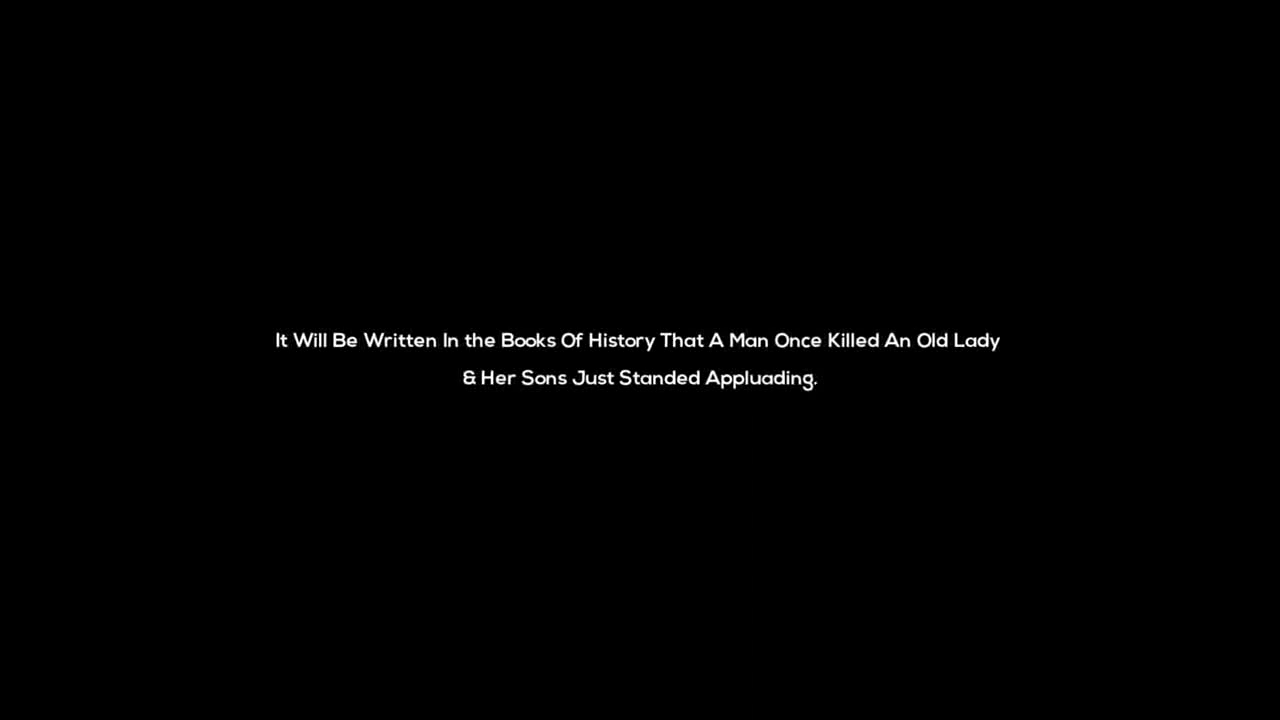 It Will Be Written In the Books Of History That A Man Once Killed An Old Lady
& Her Sons Just Standed Appluading.